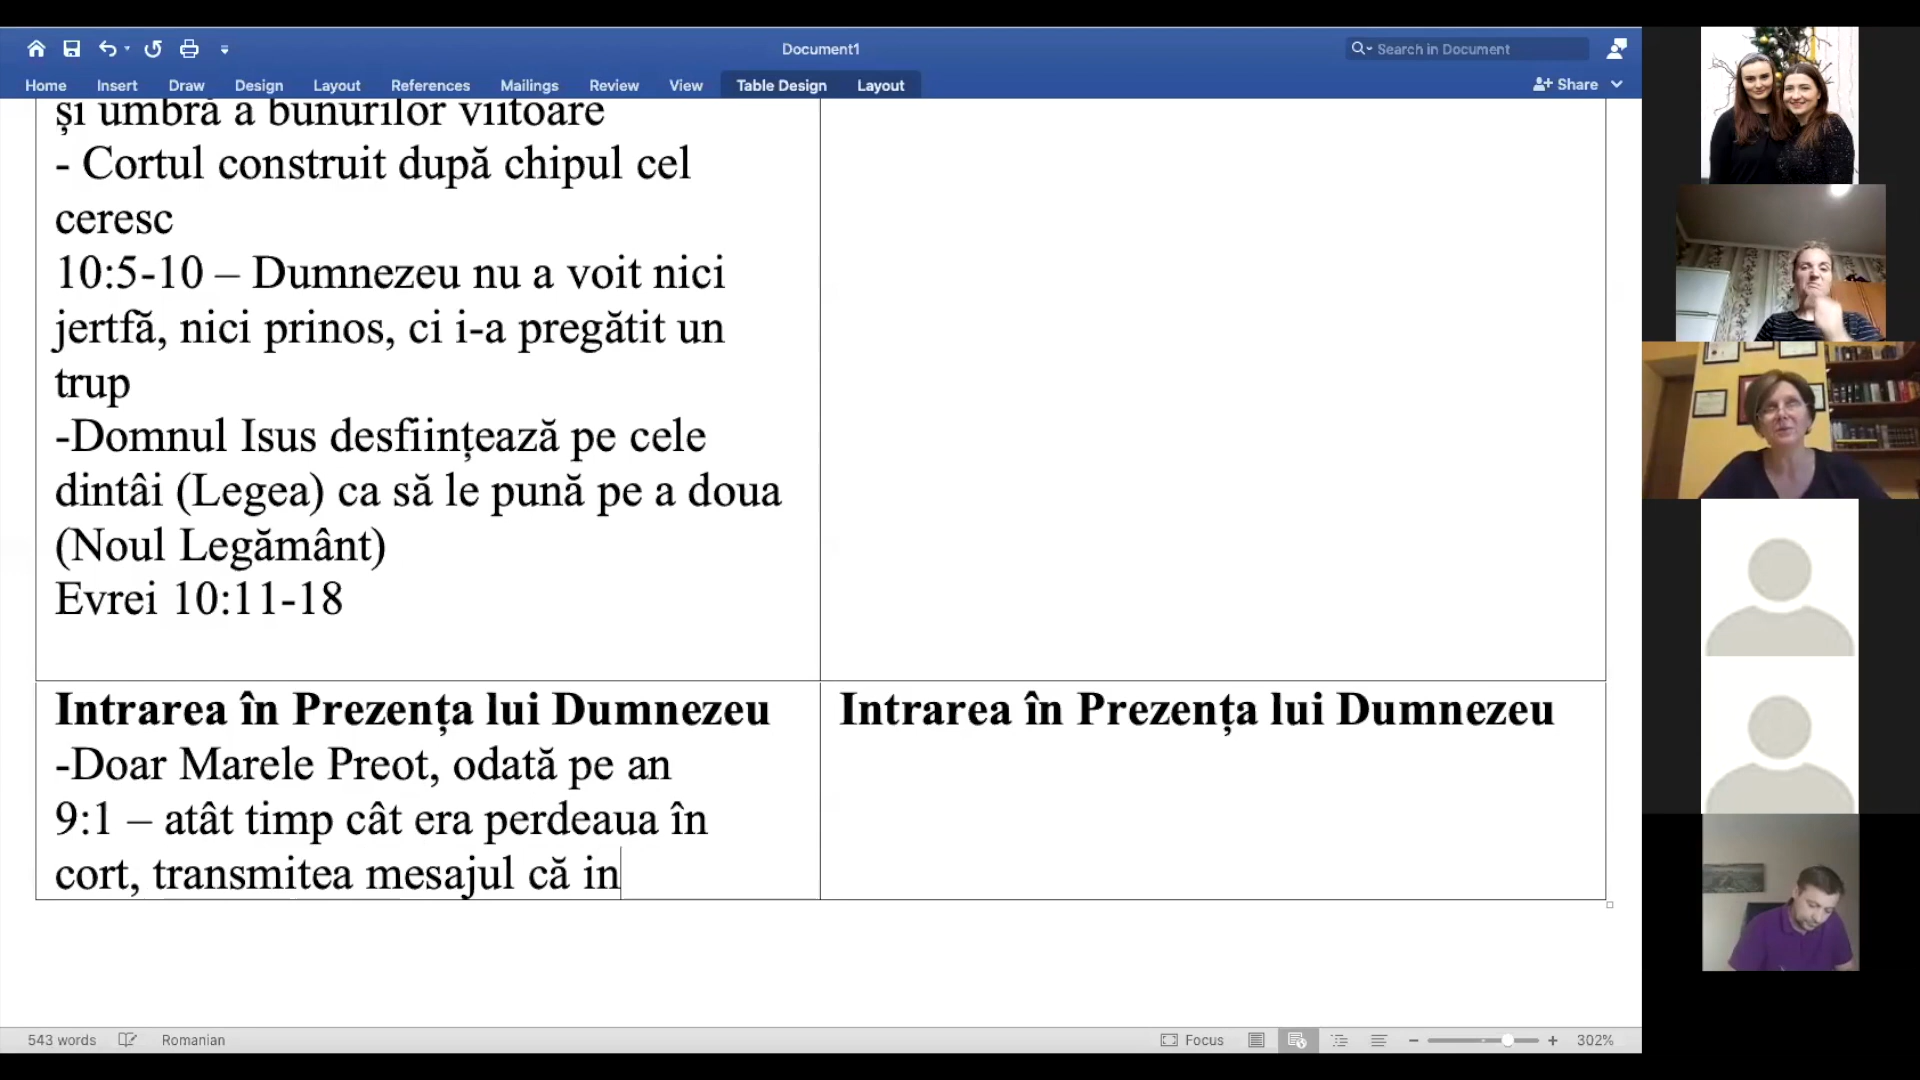 Document1
Search in Document
Home Insert Draw Design Layout References Mailings Review View Table Design Layout Share
și umbră a bunurilor viitoare
- Cortul construit după chipul cel
ceresc
10:5-10 – Dumnezeu nu a voit nici
jertfă, nici prinos, ci i-a pregătit un
trup
-Domnul Isus desființează pe cele
dintâi (Legea) ca să le pună pe a doua
(Noul Legământ)
Evrei 10:11-18
Intrarea în Prezența lui Dumnezeu
-Doar Marele Preot, odată pe an
9:1 – atât timp cât era perdeaua în
cort, transmitea mesajul că in
Intrarea în Prezența lui Dumnezeu
543 words Romanian Focus 302%